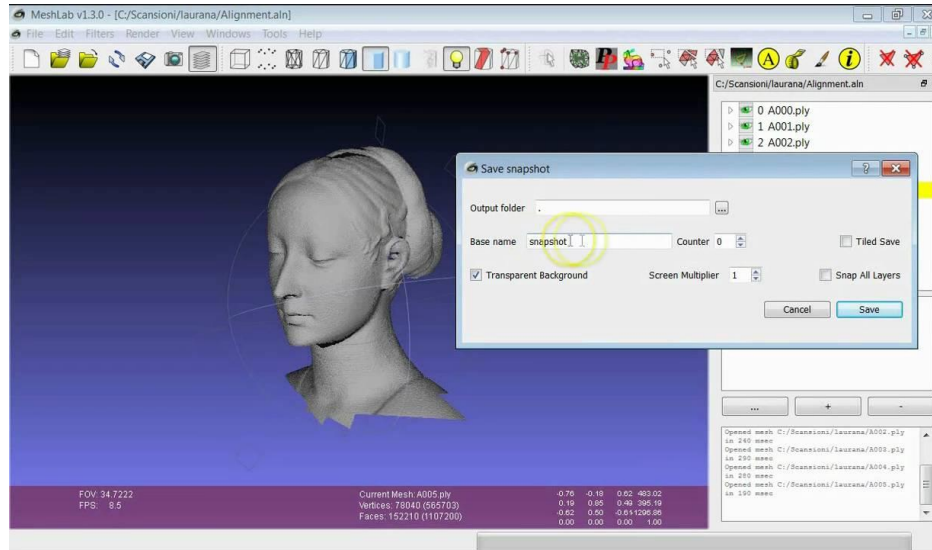 MeshLab v1.3.0 - [C:/Scansioni/laurana/Alignment.aln]
File Edit Filters Render View Windows Tools Help
C:/Scansioni/laurana/Alignment.aln
0 A000.ply
1 A001.ply
2 A002.ply
Save snapshot
Output folder .
Base name snapshot Counter 0 Tiled Save
Transparent Background Screen Multiplier 1 Snap All Layers
Cancel Save
... + -
Opened mesh C:/Scansioni/laurana/A002.ply
in 240 msec
Opened mesh C:/Scansioni/laurana/A003.ply
in 290 msec
Opened mesh C:/Scansioni/laurana/A004.ply
in 280 msec
Opened mesh C:/Scansioni/laurana/A005.ply
in 190 msec
FOV: 34.7222
FPS: 8.5
Current Mesh: A005.ply
Vertices: 78040 (565703)
Faces: 152210 (1107200)
-0.76 -0.18 0.62 483.02
0.19 0.85 0.49 395.19
-0.62 0.50
0.00 0.00 0.00 1.00